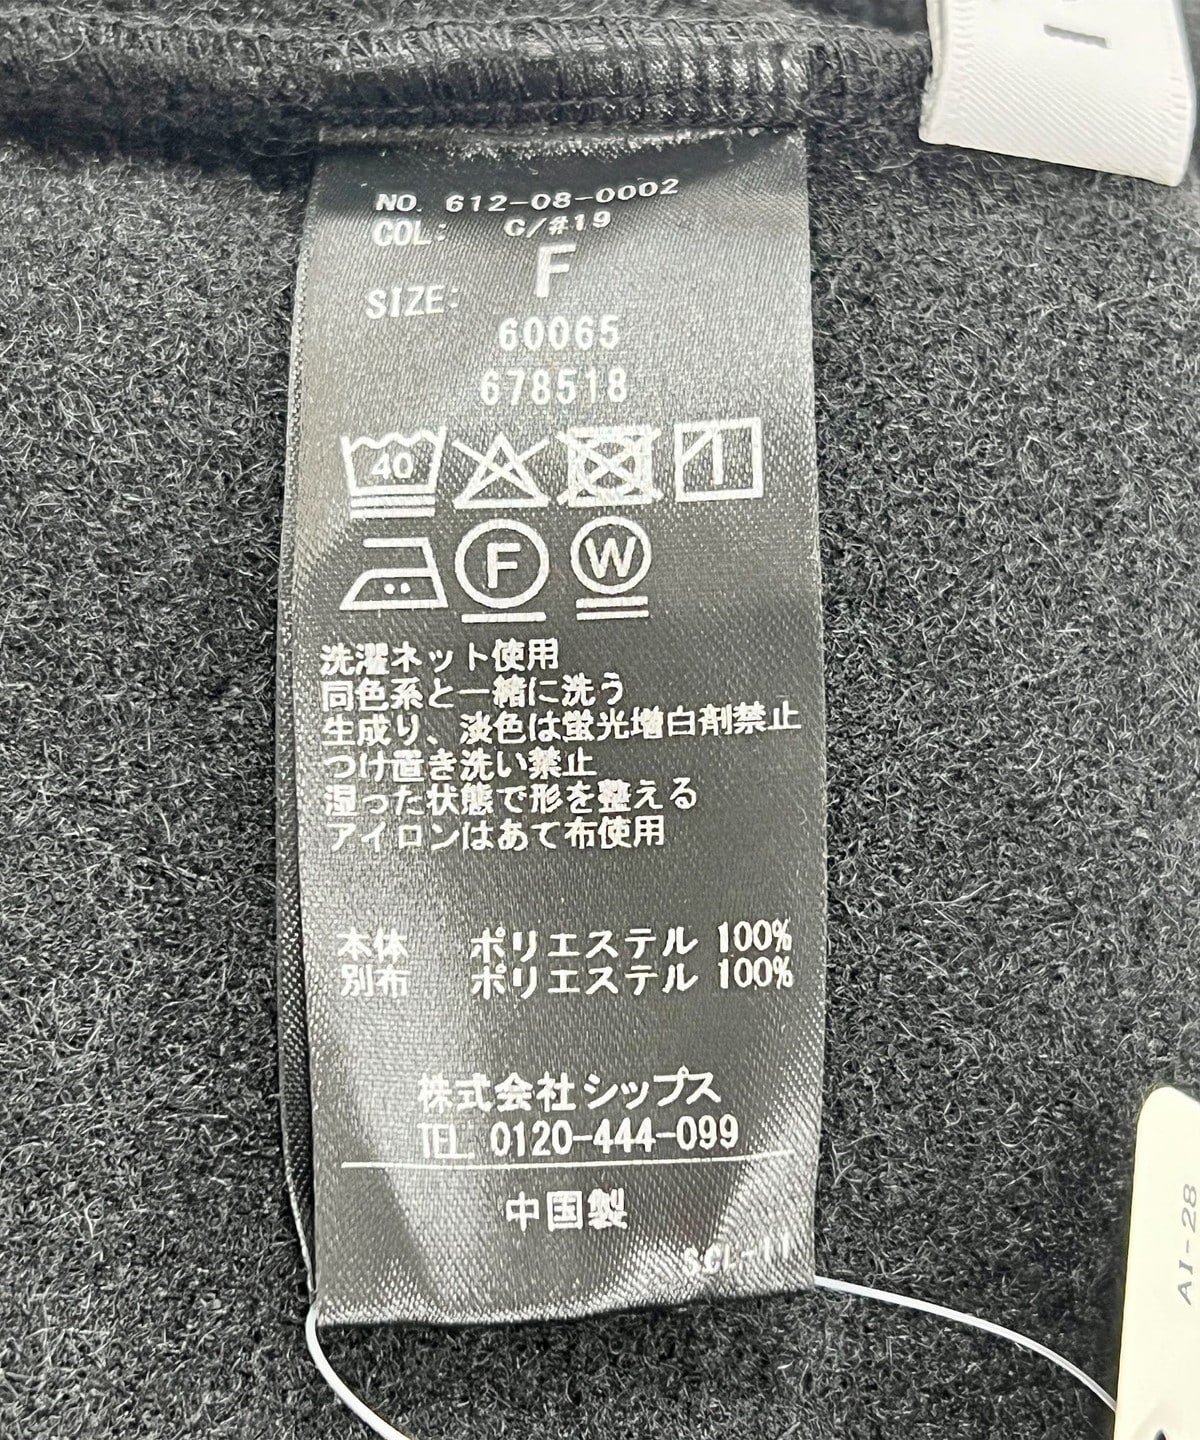 NO. 612-08-0002
COL: C/#19
SIZE: F
60065
678518
40
F W
洗濯ネット使用
同色系と一緒に洗う
生成り、淡色は蛍光増白剤禁止
つけ置き洗い禁止
湿った状態で形を整える
アイロンはあて布使用
本体 ポリエステル 100%
別布 ポリエステル 100%
株式会社シップス
TEL 0120-444-099
中国製
SCL-11
A1-28